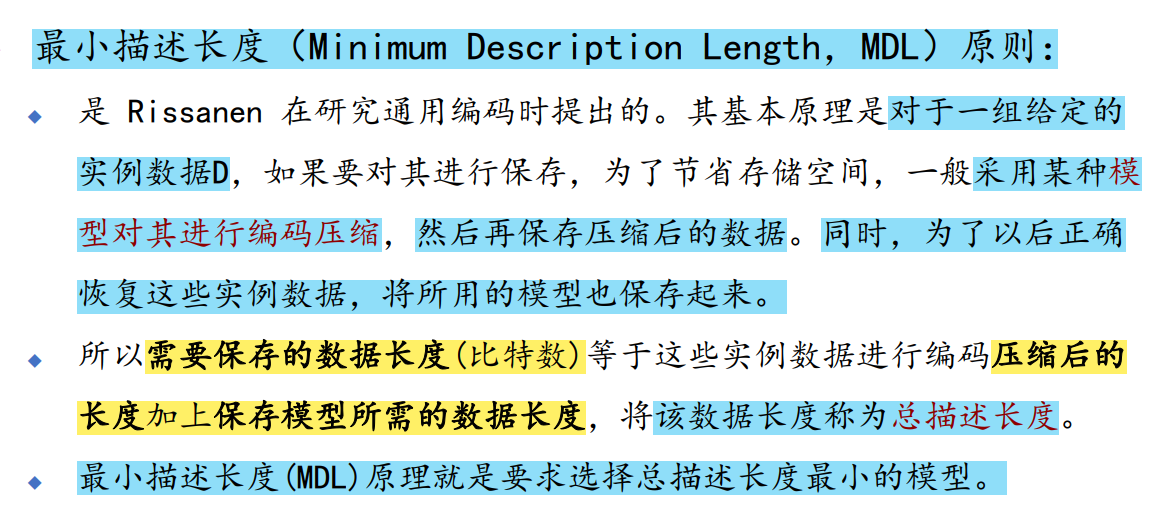 最小描述长度（Minimum Description Length，MDL）原则：
是 Rissanen 在研究通用编码时提出的。其基本原理是对于一组给定的
实例数据D，如果要对其进行保存，为了节省存储空间，一般采用某种模
型对其进行编码压缩，然后再保存压缩后的数据。同时，为了以后正确
恢复这些实例数据，将所用的模型也保存起来。
所以需要保存的数据长度(比特数)等于这些实例数据进行编码压缩后的
长度加上保存模型所需的数据长度，将该数据长度称为总描述长度。
最小描述长度(MDL)原理就是要求选择总描述长度最小的模型。